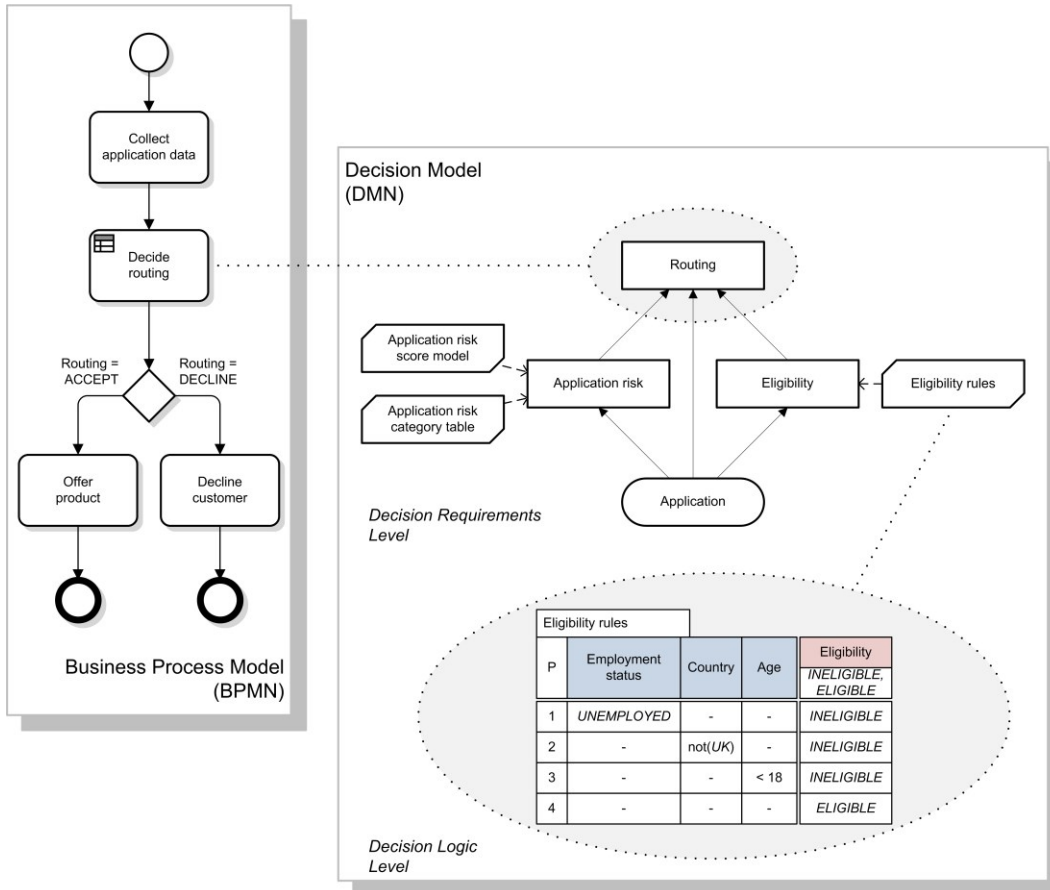 Collect
application data
Decide
routing
Routing =
ACCEPT
Routing =
DECLINE
Offer
product
Decline
customer
Business Process Model
(BPMN)
Decision Model
(DMN)
Routing
Application risk
score model
Application risk
category table
Application risk
Eligibility
Eligibility rules
Application
Decision Requirements
Level
Eligibility rules
P
Employment
status
Country
Age
Eligibility
INELIGIBLE,
ELIGIBLE
1 UNEMPLOYED - - INELIGIBLE
2 - not(UK) - INELIGIBLE
3 - - < 18 INELIGIBLE
4 - - - ELIGIBLE
Decision Logic
Level